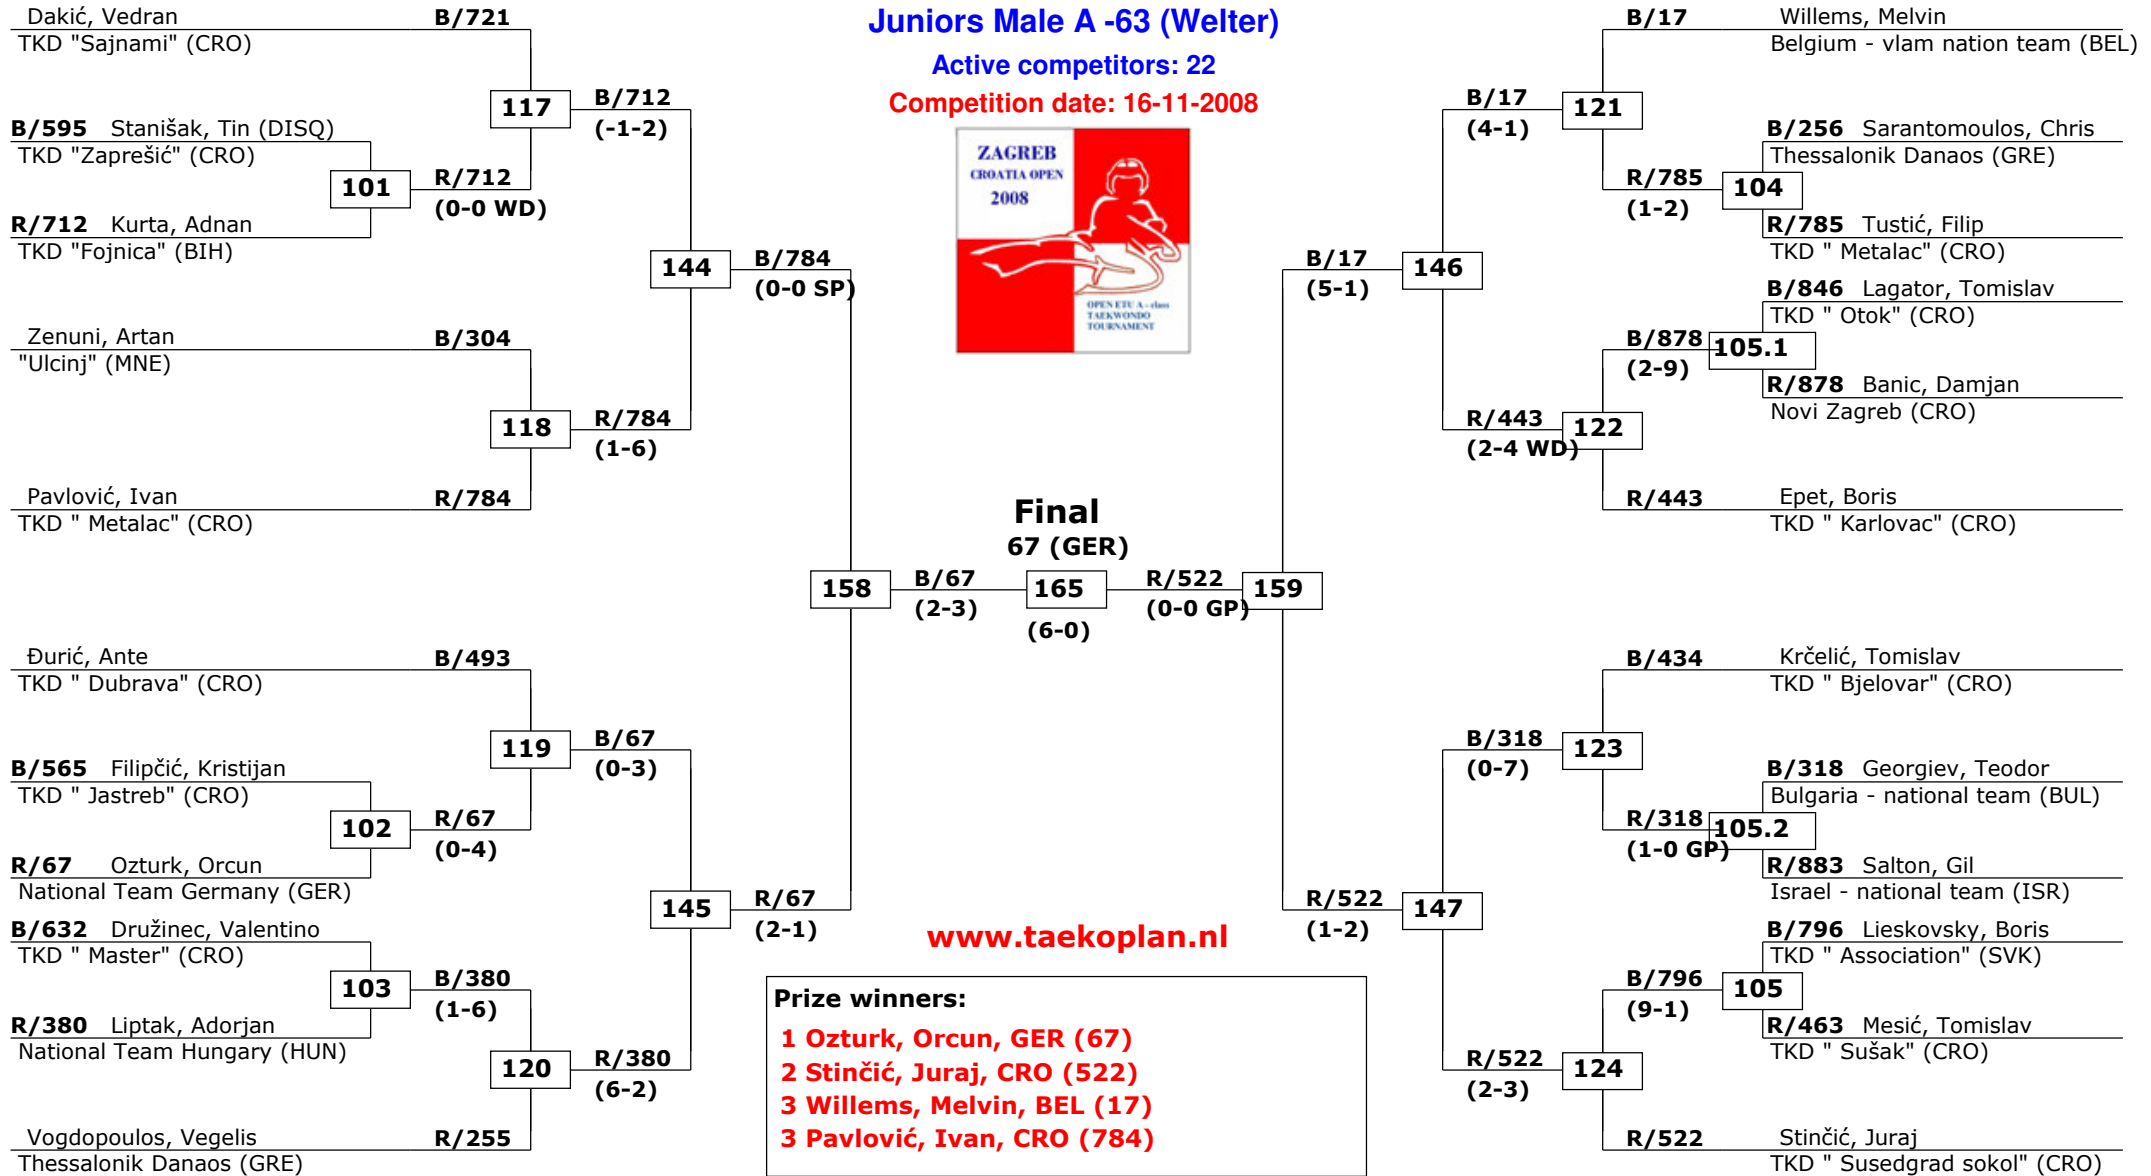 Juniors Male A -63 (Welter)
Active competitors: 22
Competition date: 16-11-2008
ZAGREB
CROATIA OPEN
2008
OPEN ETU A - class
TAEKWONDO
TOURNAMENT
Dakić, Vedran B/721
TKD "Sajnami" (CRO)
117
B/712
(-1-2)
B/595 Stanišak, Tin (DISQ)
TKD "Zaprešić" (CRO)
101
R/712
(0-0 WD)
R/712 Kurta, Adnan
TKD "Fojnica" (BIH)
144
B/784
(0-0 SP)
Zenuni, Artan B/304
"Ulcinj" (MNE)
118
R/784
(1-6)
Pavlović, Ivan R/784
TKD " Metalac" (CRO)
158
B/67
(2-3)
Đurić, Ante B/493
TKD " Dubrava" (CRO)
119
B/67
(0-3)
B/565 Filipčić, Kristijan
TKD " Jastreb" (CRO)
102
R/67
(0-4)
R/67 Ozturk, Orcun
National Team Germany (GER)
145
R/67
(2-1)
B/632 Družinec, Valentino
TKD " Master" (CRO)
103
B/380
(1-6)
R/380 Liptak, Adorjan
National Team Hungary (HUN)
120
R/380
(6-2)
Vogdopoulos, Vegelis R/255
Thessalonik Danaos (GRE)
Final
67 (GER)
165
(6-0)
R/522
(0-0 GP)
159
B/17 Willems, Melvin
Belgium - vlam nation team (BEL)
B/17
(4-1)
121
B/256 Sarantomoulos, Chris
Thessalonik Danaos (GRE)
R/785
(1-2)
104
R/785 Tustić, Filip
TKD " Metalac" (CRO)
B/17
(5-1)
146
B/846 Lagator, Tomislav
TKD " Otok" (CRO)
B/878
(2-9)
105.1
R/878 Banic, Damjan
Novi Zagreb (CRO)
R/443
(2-4 WD)
122
R/443 Epet, Boris
TKD " Karlovac" (CRO)
B/434 Krčelić, Tomislav
TKD " Bjelovar" (CRO)
B/318
(0-7)
123
B/318 Georgiev, Teodor
Bulgaria - national team (BUL)
R/318
(1-0 GP)
105.2
R/883 Salton, Gil
Israel - national team (ISR)
R/522
(1-2)
147
B/796 Lieskovsky, Boris
TKD " Association" (SVK)
B/796
(9-1)
105
R/463 Mesić, Tomislav
TKD " Sušak" (CRO)
R/522
(2-3)
124
R/522 Stinčić, Juraj
TKD " Susedgrad sokol" (CRO)
www.taekoplan.nl
Prize winners:
1 Ozturk, Orcun, GER (67)
2 Stinčić, Juraj, CRO (522)
3 Willems, Melvin, BEL (17)
3 Pavlović, Ivan, CRO (784)